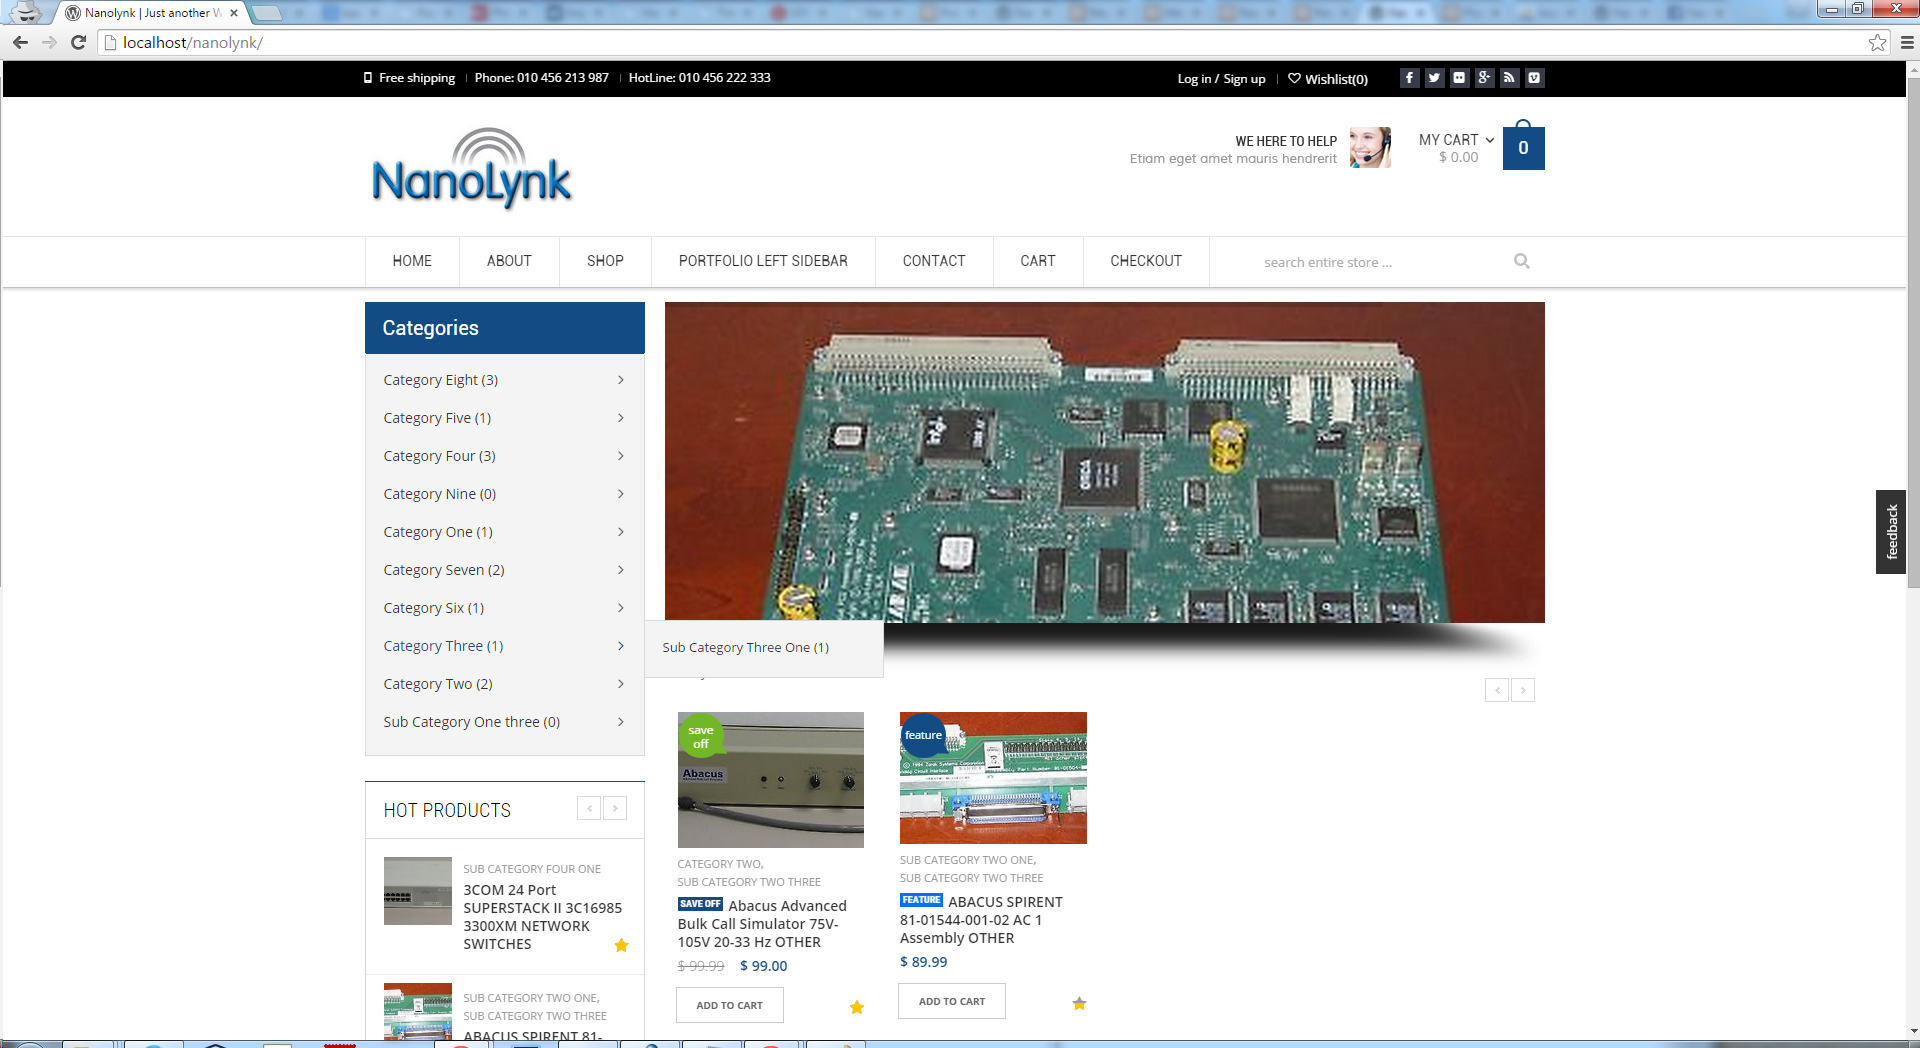 Nanolynk | Just another W
localhost/nanolynk/
Free shipping
Phone: 010 456 213 987
HotLine: 010 456 222 333
Log in / Sign up
Wishlist(0)
NanoLynk
WE HERE TO HELP
Etiam eget amet mauris hendrerit
MY CART
$ 0.00
0
HOME
ABOUT
SHOP
PORTFOLIO LEFT SIDEBAR
CONTACT
CART
CHECKOUT
search entire store ...
Categories
Category Eight (3)
Category Five (1)
Category Four (3)
Category Nine (0)
Category One (1)
Category Seven (2)
Category Six (1)
Category Three (1)
Sub Category Three One (1)
Category Two (2)
Sub Category One three (0)
feedback
HOT PRODUCTS
SUB CATEGORY FOUR ONE
3COM 24 Port
SUPERSTACK II 3C16985
3300XM NETWORK
SWITCHES
SUB CATEGORY TWO ONE,
SUB CATEGORY TWO THREE
ABACUS SPIRENT 81-
save
off
Abacus
CATEGORY TWO,
SUB CATEGORY TWO THREE
SAVE OFF Abacus Advanced
Bulk Call Simulator 75V-
105V 20-33 Hz OTHER
$ 99.99 $ 99.00
ADD TO CART
feature
SUB CATEGORY TWO ONE,
SUB CATEGORY TWO THREE
FEATURE ABACUS SPIRENT
81-01544-001-02 AC 1
Assembly OTHER
$ 89.99
ADD TO CART